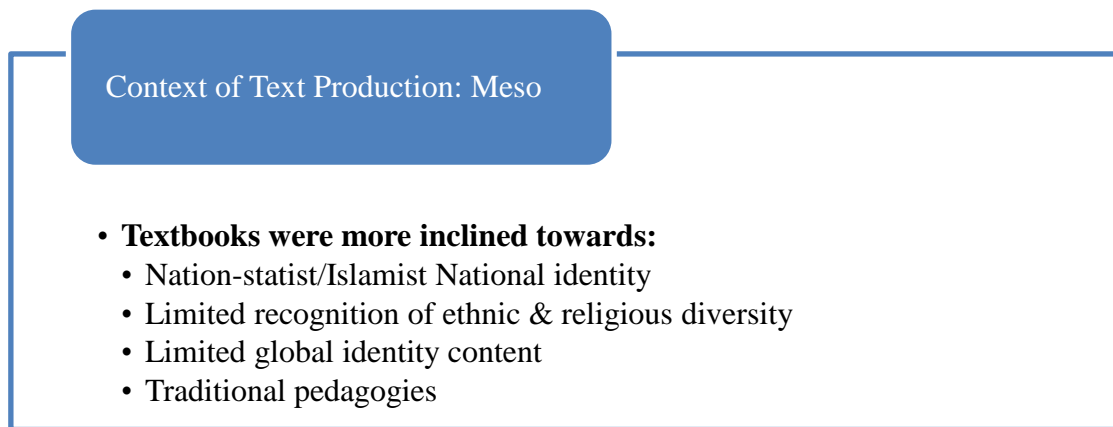 Context of Text Production: Meso
• Textbooks were more inclined towards:
• Nation-statist/Islamist National identity
• Limited recognition of ethnic & religious diversity
• Limited global identity content
• Traditional pedagogies